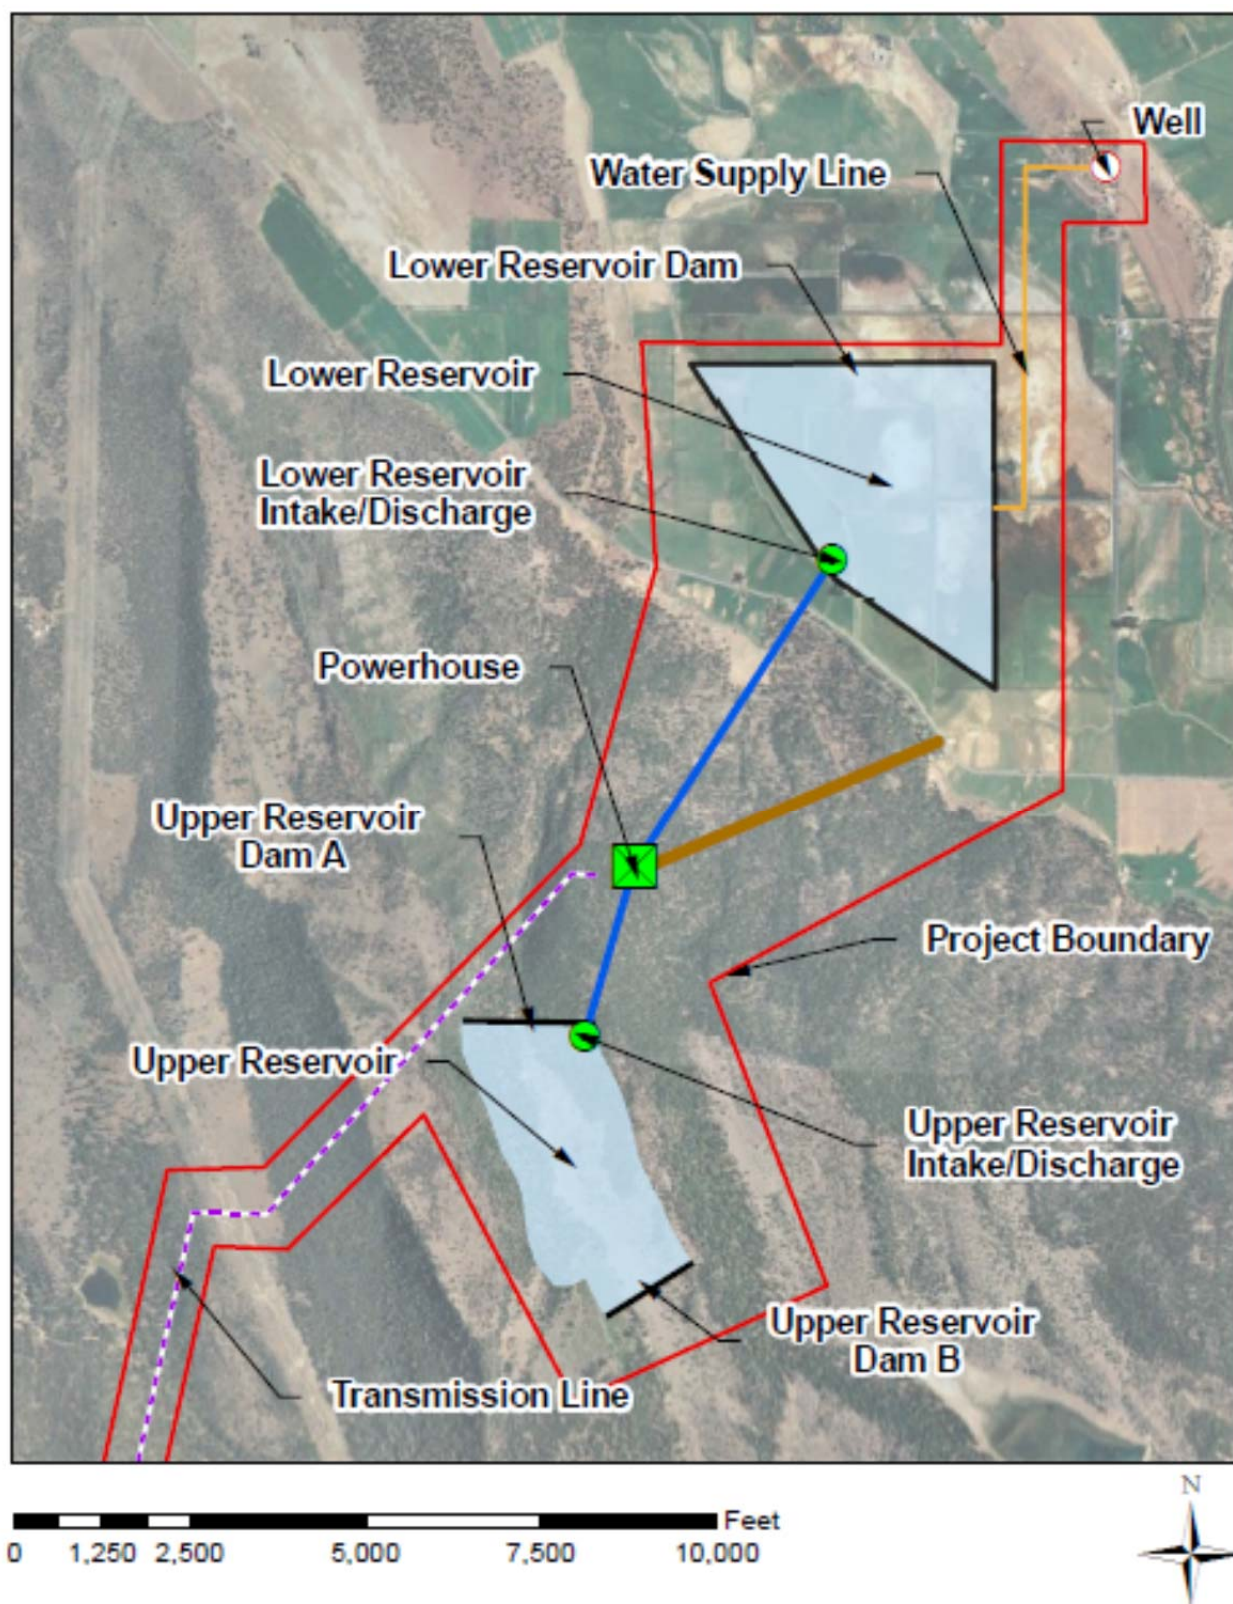 Well
Water Supply Line
Lower Reservoir Dam
Lower Reservoir
Lower Reservoir
Intake/Discharge
Powerhouse
Upper Reservoir
Dam A
Project Boundary
Upper Reservoir
Upper Reservoir
Intake/Discharge
Upper Reservoir
Dam B
Transmission Line
Feet
0 1,250 2,500 5,000 7,500 10,000
N